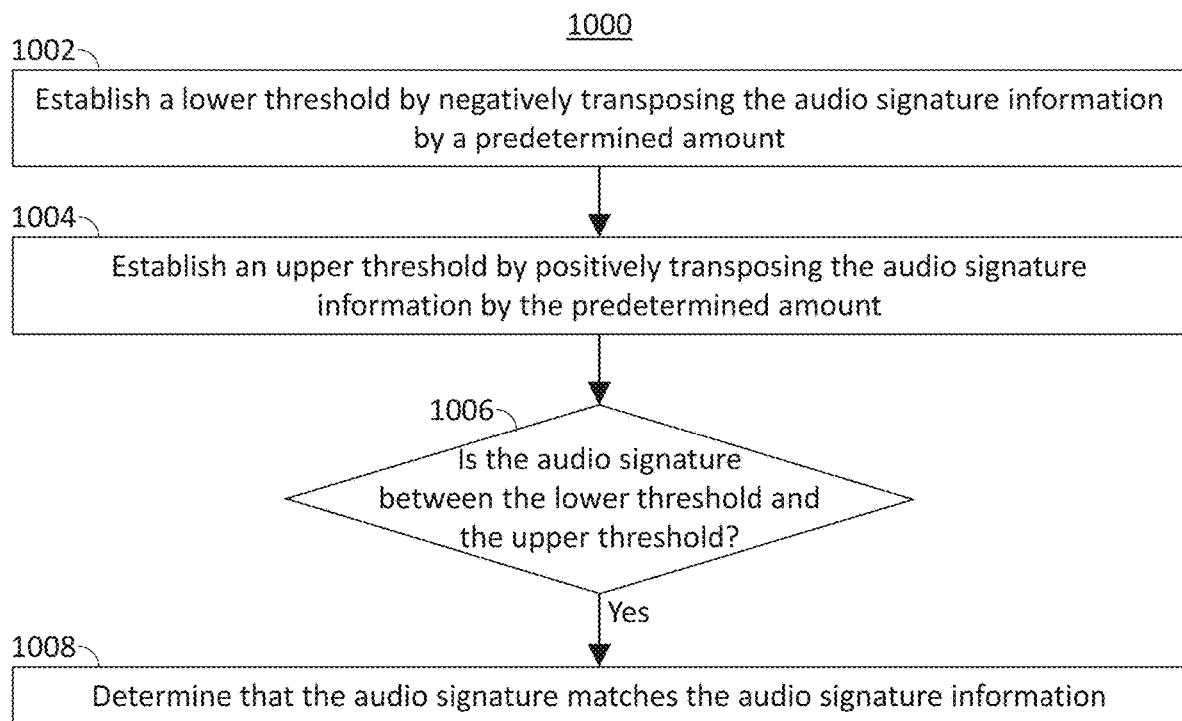 1000
1002
Establish a lower threshold by negatively transposing the audio signature information
by a predetermined amount
1004
Establish an upper threshold by positively transposing the audio signature
information by the predetermined amount
1006
Is the audio signature
between the lower threshold and
the upper threshold?
Yes
1008
Determine that the audio signature matches the audio signature information